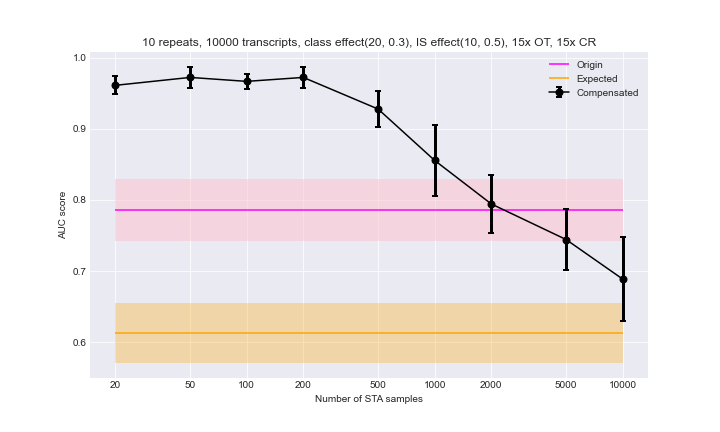 10 repeats, 10000 transcripts, class effect(20, 0.3), IS effect(10, 0.5), 15x OT, 15x CR
1.0
0.9
0.8
0.7
0.6
AUC score
Origin
Expected
Compensated
20 50 100 200 500 1000 2000 5000 10000
Number of STA samples